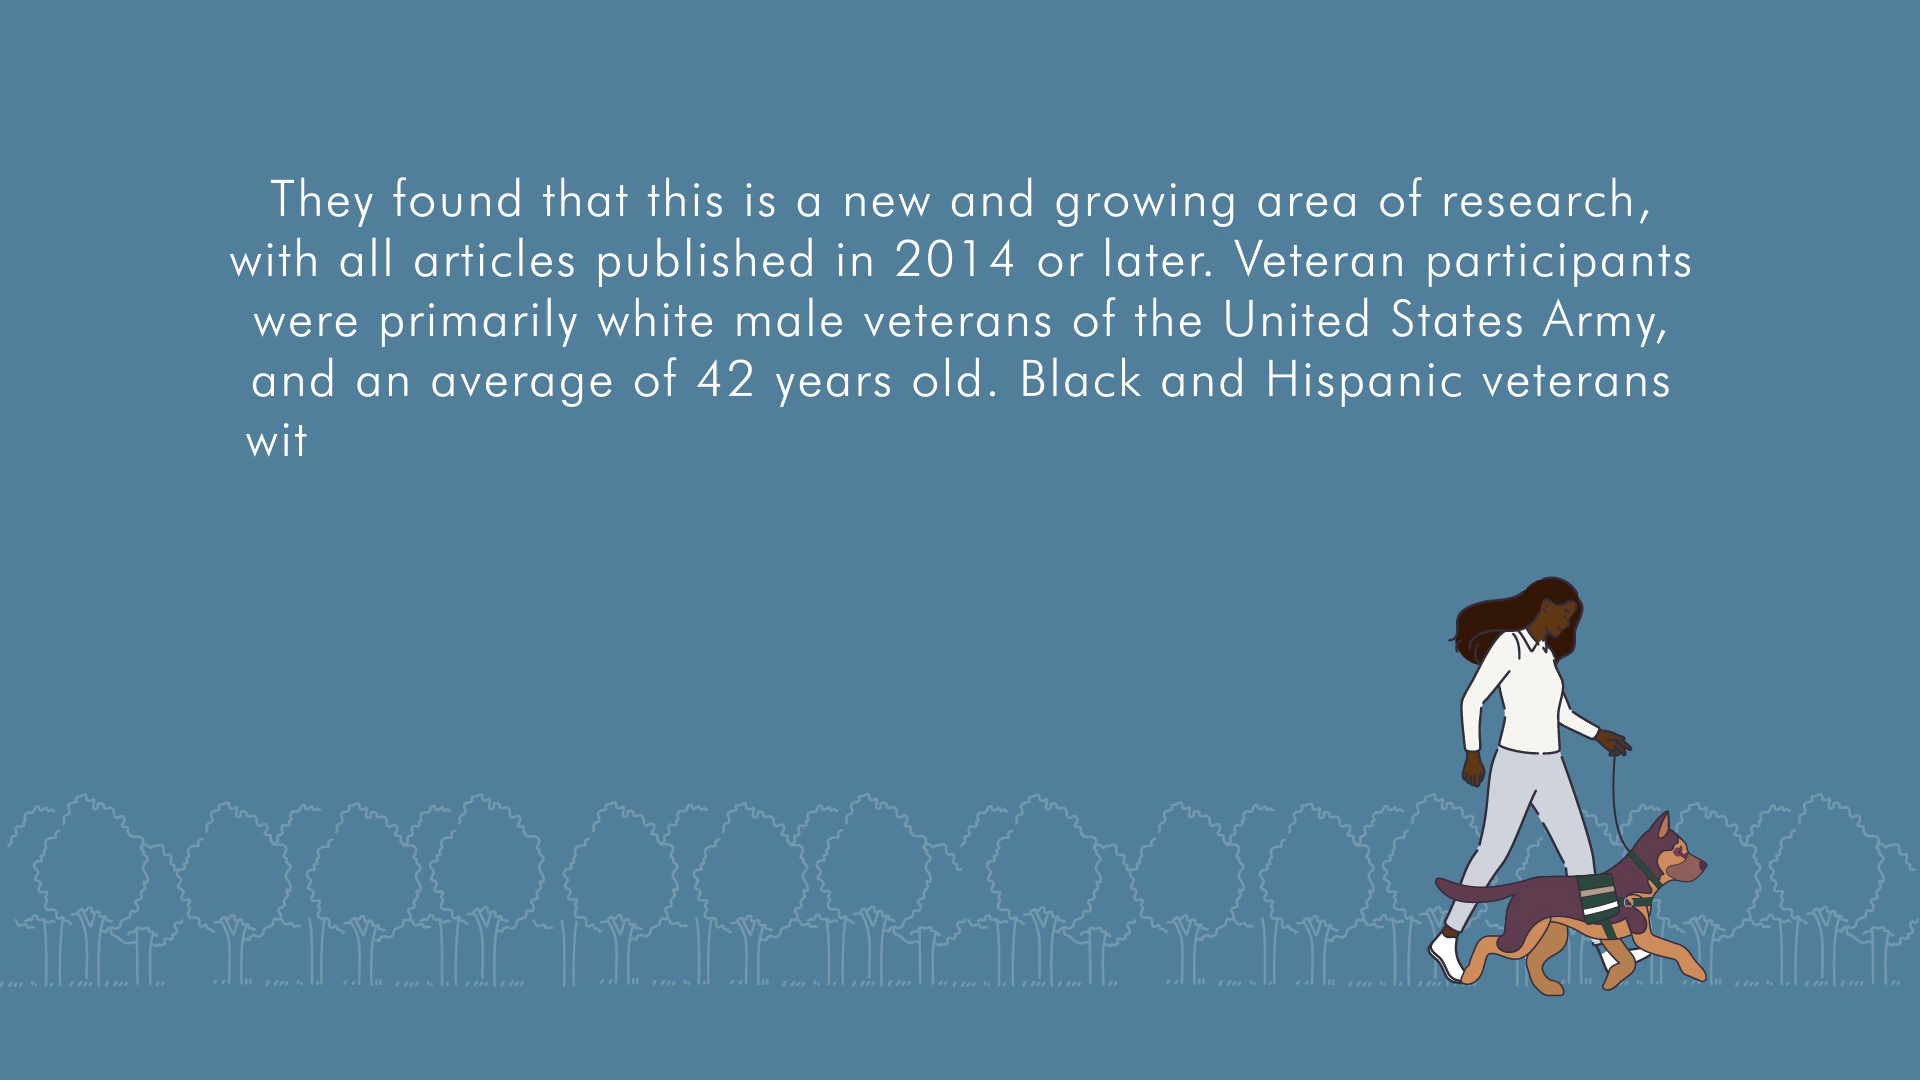 They found that this is a new and growing area of research,
with all articles published in 2014 or later. Veteran participants
were primarily white male veterans of the United States Army,
and an average of 42 years old. Black and Hispanic veterans
wit